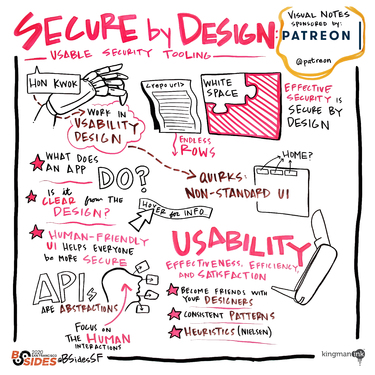 SECURE by DESIGN:
USABLE SECURITY TOOLING
VISUAL NOTES
SPONSORED BY:
PATREON
@patreon
HON KWOK
WORK IN
USABILITY
DESIGN
<repo url>
WHITE
SPACE
ENDLESS
ROWS
EFFECTIVE
SECURITY is
SECURE BY
DESIGN
WHAT DOES
AN APP
DO?
Is it
CLEAR from the
DESIGN?
HOVER for INFO
HUMAN-FRIENDLY
UI HELPS EVERYONE
be MORE SECURE
QUIRKS:
NON-STANDARD UI
HOME?
APIs
ARE ABSTRACTIONS
FOCUS ON
THE HUMAN
INTERACTIONS
USABILITY
EFFECTIVENESS, EFFICIENCY,
and SATISFACTION
BECOME FRIENDS WITH
YOUR DESIGNERS
CONSISTENT PATTERNS
HEURISTICS (NIELSEN)
BSIDES
2020
SAN FRANCISCO
@BSidesSF
kingmanink